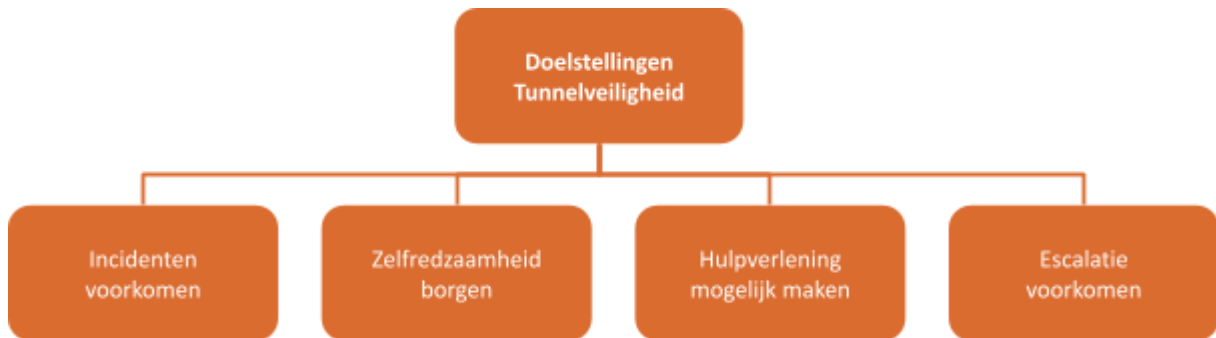 Doelstellingen
Tunnelveiligheid
Incidenten
voorkomen
Zelfredzaamheid
borgen
Hulpverlening
mogelijk maken
Escalatie
voorkomen